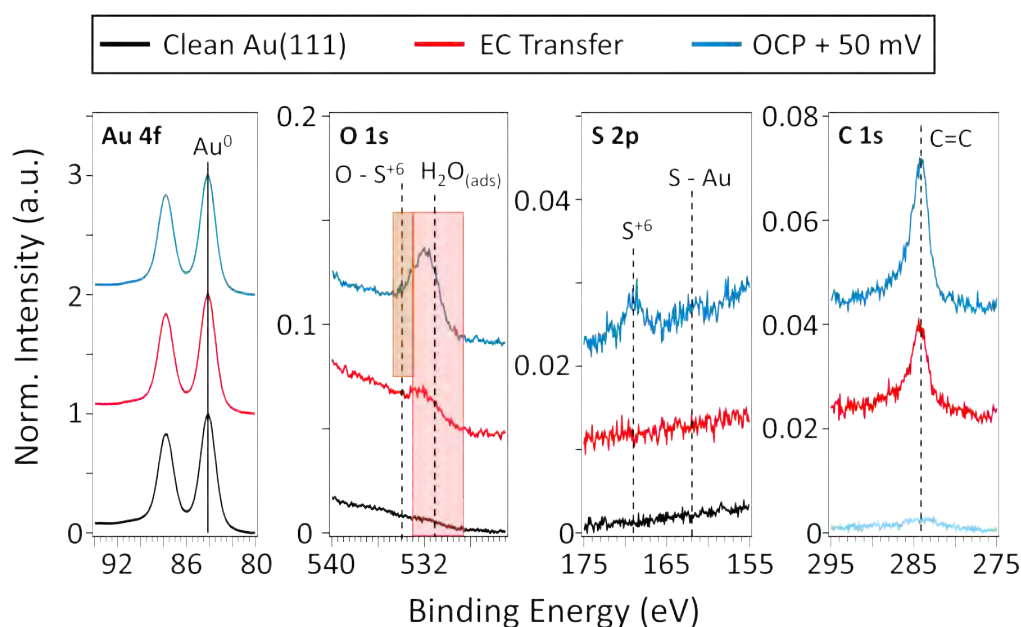 Clean Au(111) EC Transfer OCP + 50 mV
Au 4f O 1s S 2p C 1s
Au⁰ O - S⁺⁶ H₂O₍ads₎ S⁺⁶ S - Au C=C
Norm. Intensity (a.u.)
3
2
1
0
92 86 80
0.2
0.1
0
540 532
0.04
0.02
0
175 165 155
0.08
0.06
0.04
0.02
0
295 285 275
Binding Energy (eV)